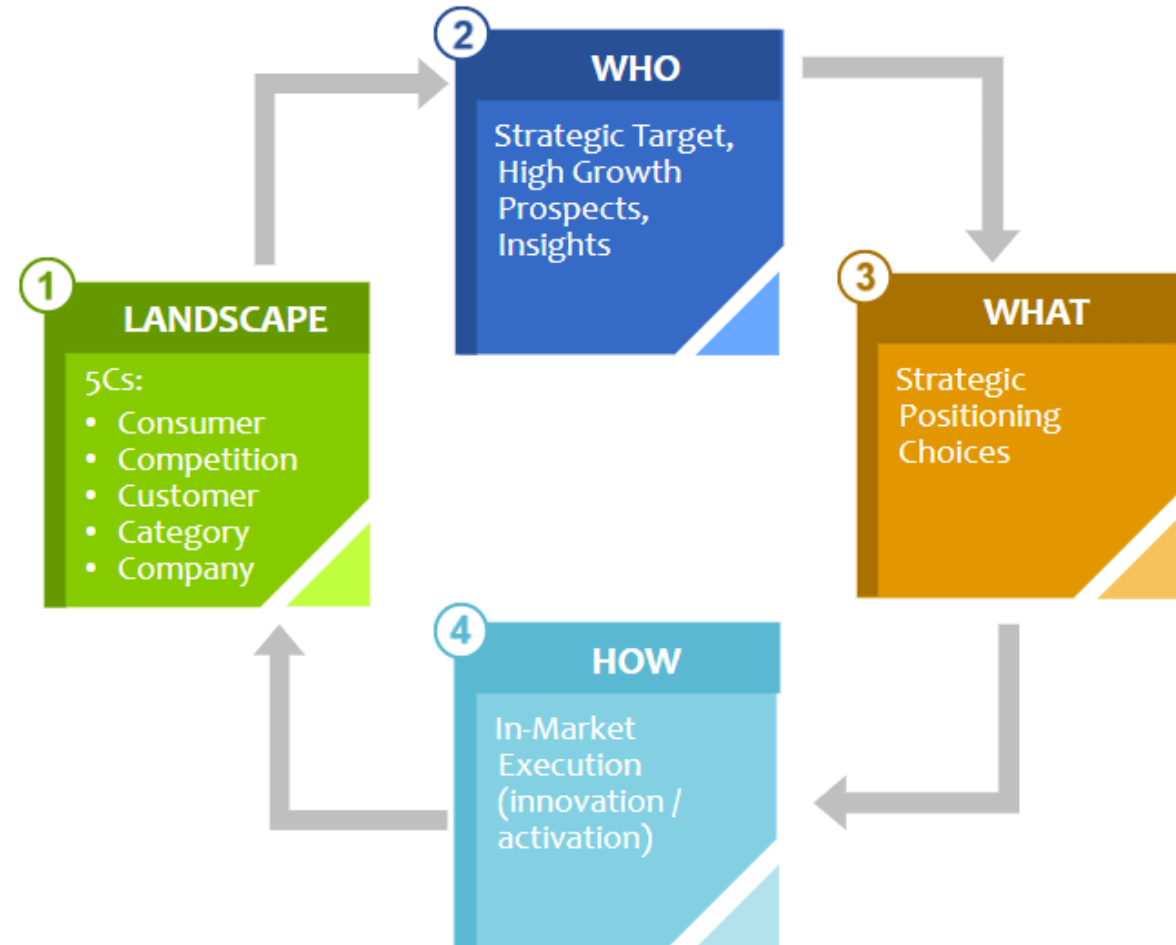 1
LANDSCAPE
5Cs:
• Consumer
• Competition
• Customer
• Category
• Company
2
WHO
Strategic Target,
High Growth
Prospects,
Insights
3
WHAT
Strategic
Positioning
Choices
4
HOW
In-Market
Execution
(innovation /
activation)